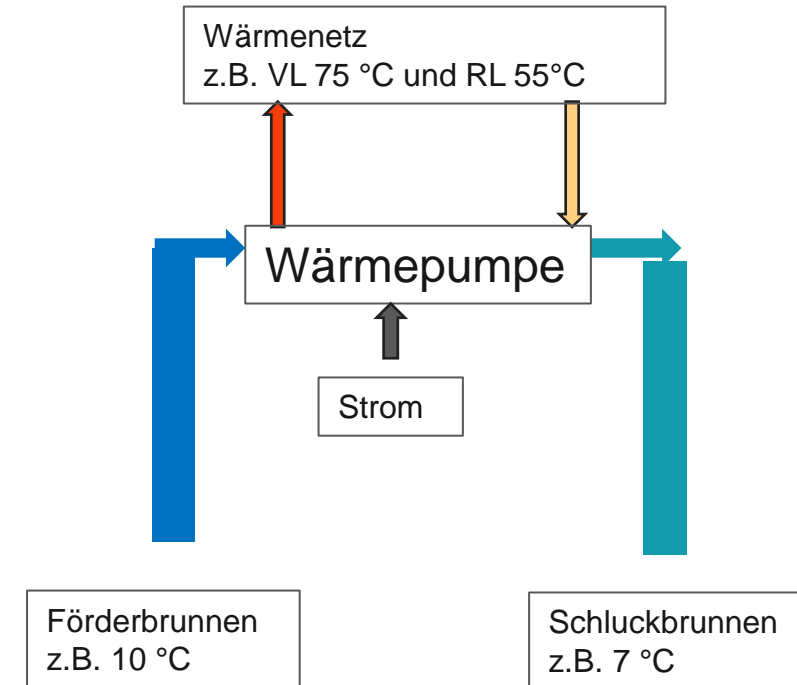 Wärmenetz
z.B. VL 75 °C und RL 55°C
Wärmepumpe
Strom
Förderbrunnen
z.B. 10 °C
Schluckbrunnen
z.B. 7 °C